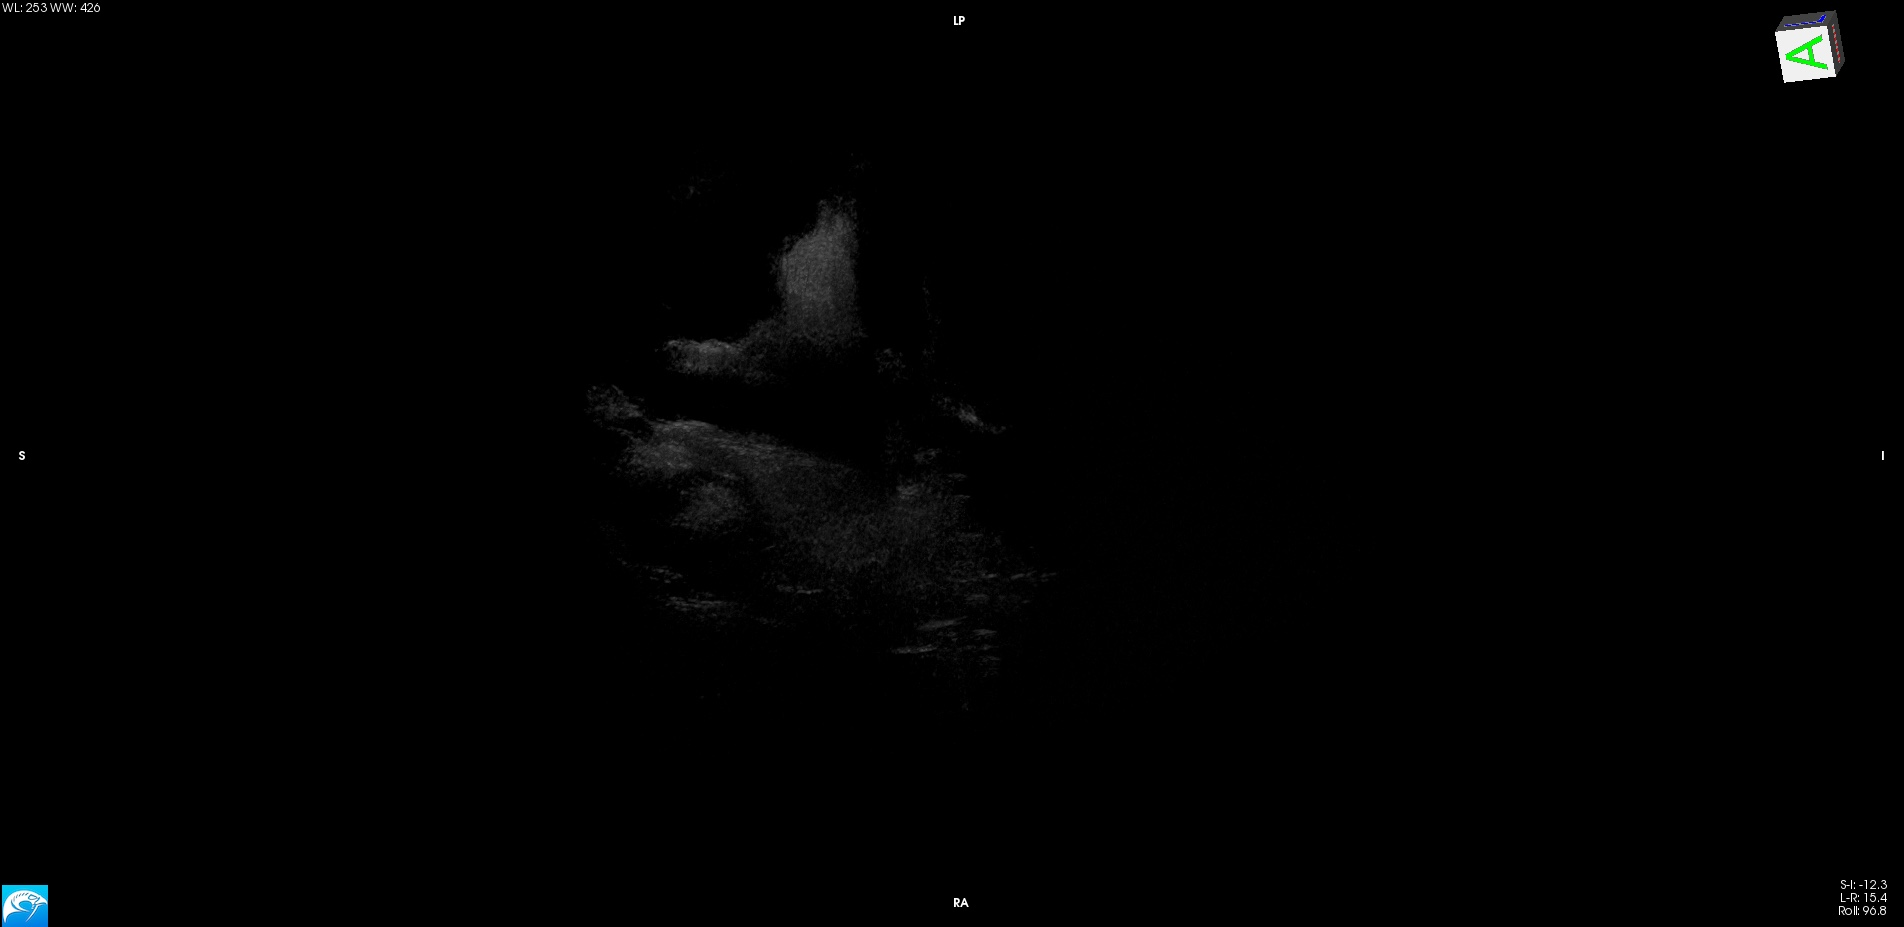 WL: 253 WW: 426
LP
A
S
I
RA
S-I: -12.3
L-R: 15.4
Roll: 96.8